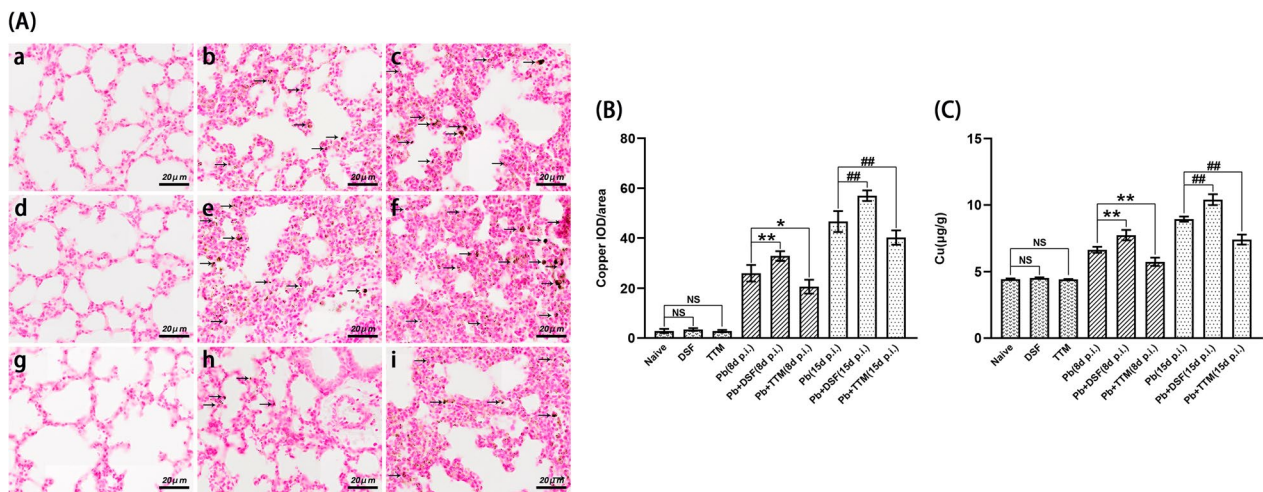 (A)
a
b
c
20μm
20μm
20μm
d
e
f
20μm
20μm
20μm
g
h
i
20μm
20μm
20μm
(B)
Copper IOD/area
80
60
40
20
0
NS
NS
**
*
##
##
Naive
DSF
TTM
Pb(8d p.i.)
Pb+DSF(8d p.i.)
Pb+TTM(8d p.i.)
Pb(15d p.i.)
Pb+DSF(15d p.i.)
Pb+TTM(15d p.i.)
(C)
Cu(μg/g)
15
10
5
0
NS
NS
**
**
##
##
Naive
DSF
TTM
Pb(8d p.i.)
Pb+DSF(8d p.i.)
Pb+TTM(8d p.i.)
Pb(15d p.i.)
Pb+DSF(15d p.i.)
Pb+TTM(15d p.i.)